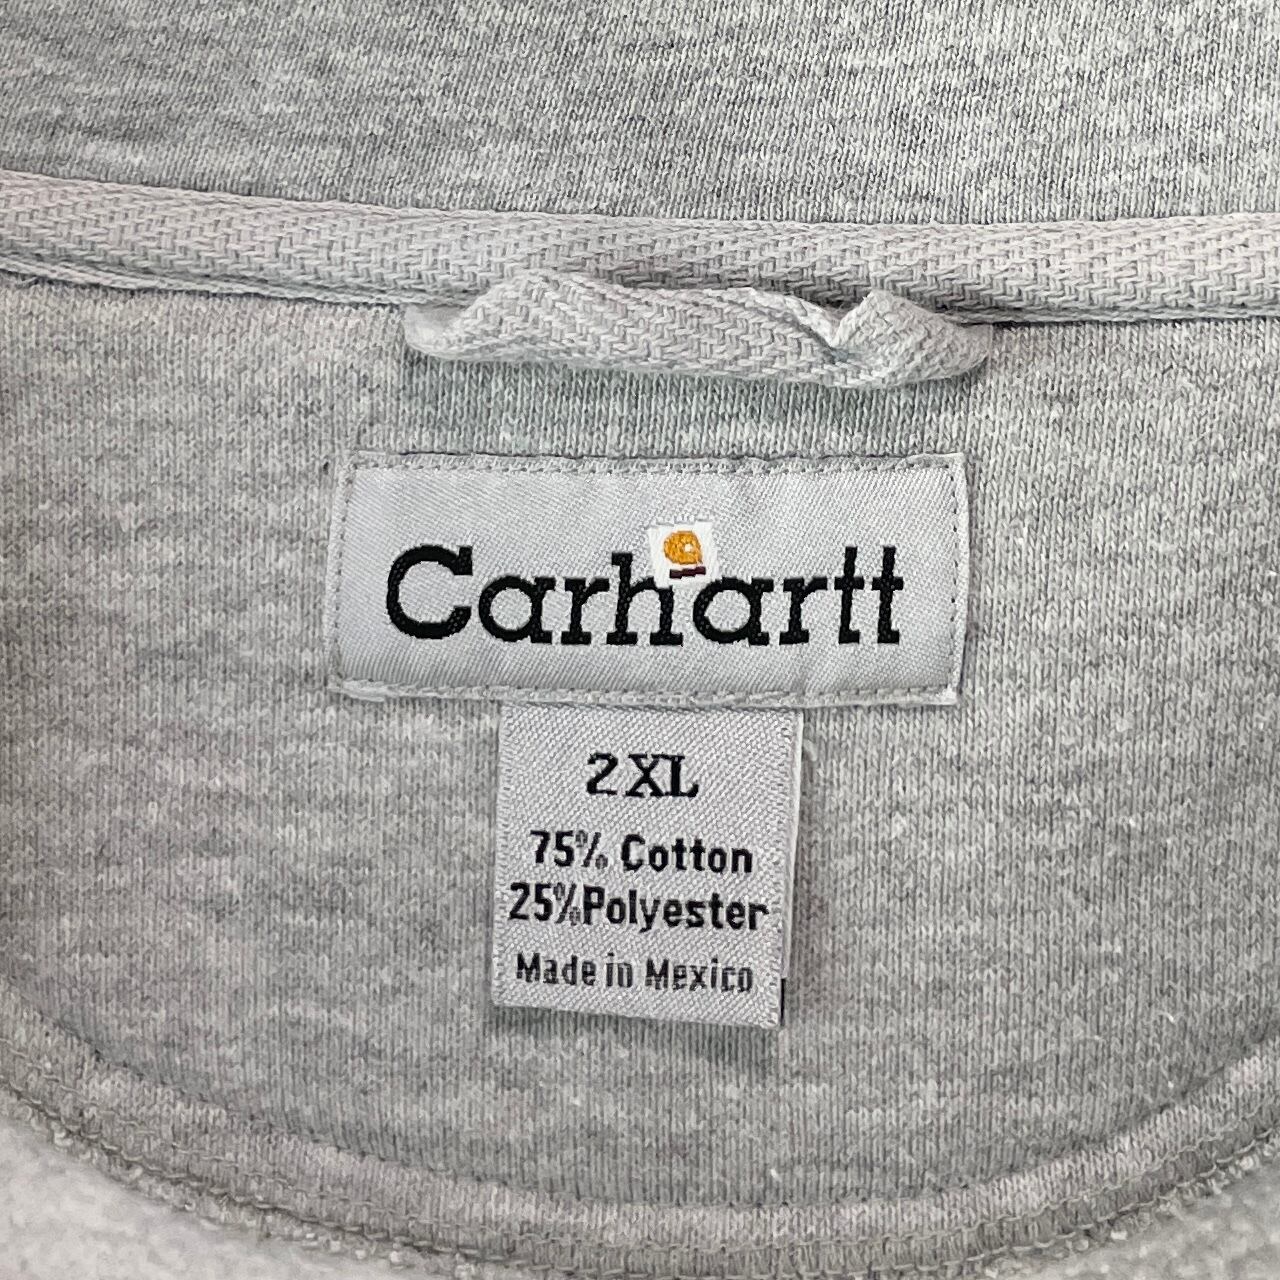 Carhartt
2XL
75% Cotton
25%Polyester
Made in Mexico